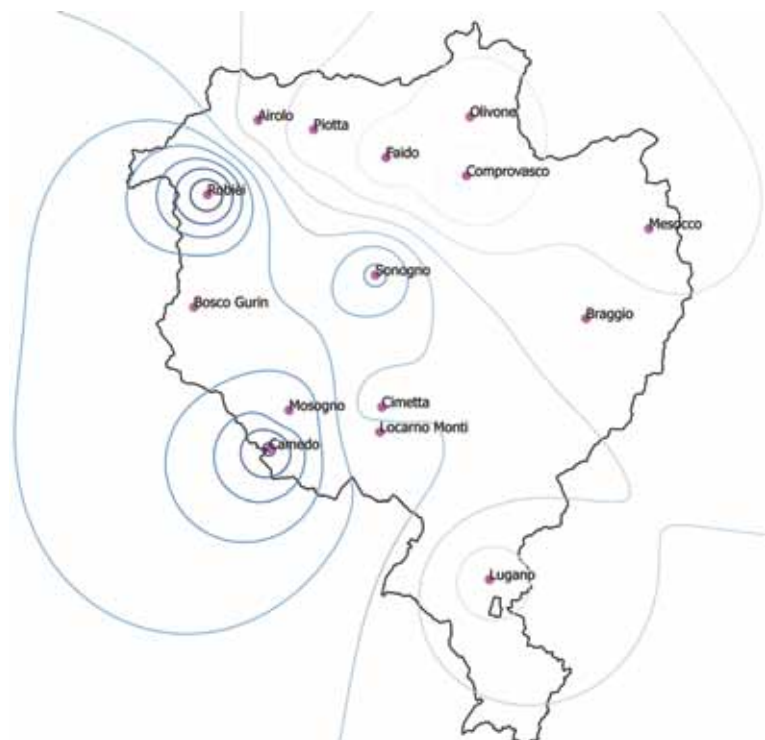 Airolo
Piotta
Olivone
Faido
Comprovasco
Robiei
Mesocco
Sonogno
Bosco Gurin
Braggio
Mosogno
Cimetta
Locarno Monti
Camedo
Lugano